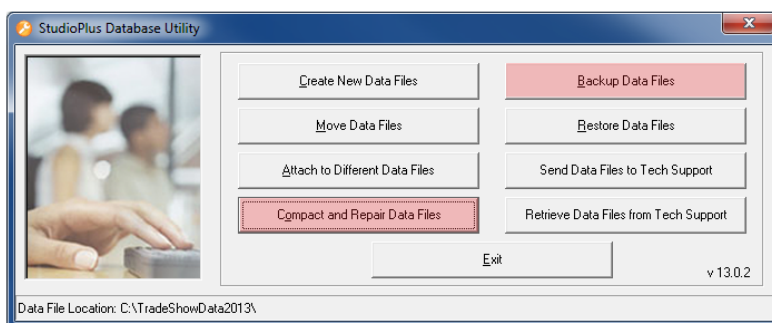 StudioPlus Database Utility
Create New Data Files
Backup Data Files
Move Data Files
Restore Data Files
Attach to Different Data Files
Send Data Files to Tech Support
Compact and Repair Data Files
Retrieve Data Files from Tech Support
Exit
v 13.0.2
Data File Location: C:\TradeShowData2013\